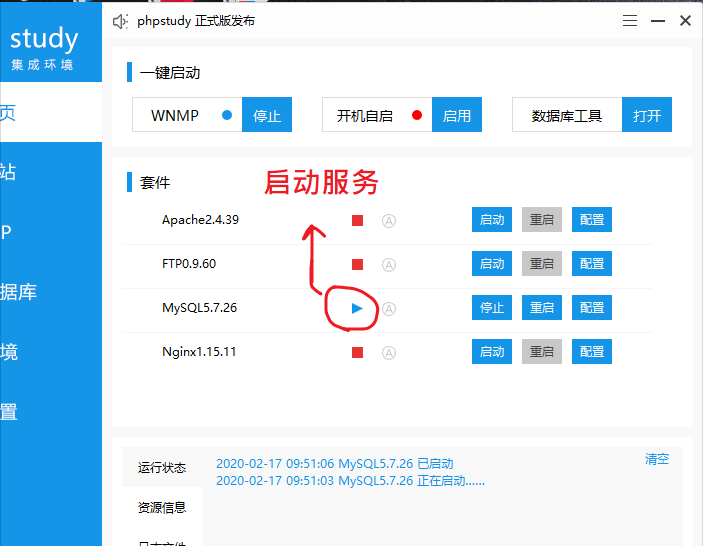 study
集成环境
phpstudy 正式版发布
页
站
P
据库
境
置
一键启动
WNMP 停止 开机自启 启用 数据库工具 打开
套件
启动服务
Apache2.4.39 A 启动 重启 配置
FTP0.9.60 A 启动 重启 配置
MySQL5.7.26 A 停止 重启 配置
Nginx1.15.11 A 启动 重启 配置
运行状态
资源信息
日志文件
2020-02-17 09:51:06 MySQL5.7.26 已启动
2020-02-17 09:51:03 MySQL5.7.26 正在启动......
清空